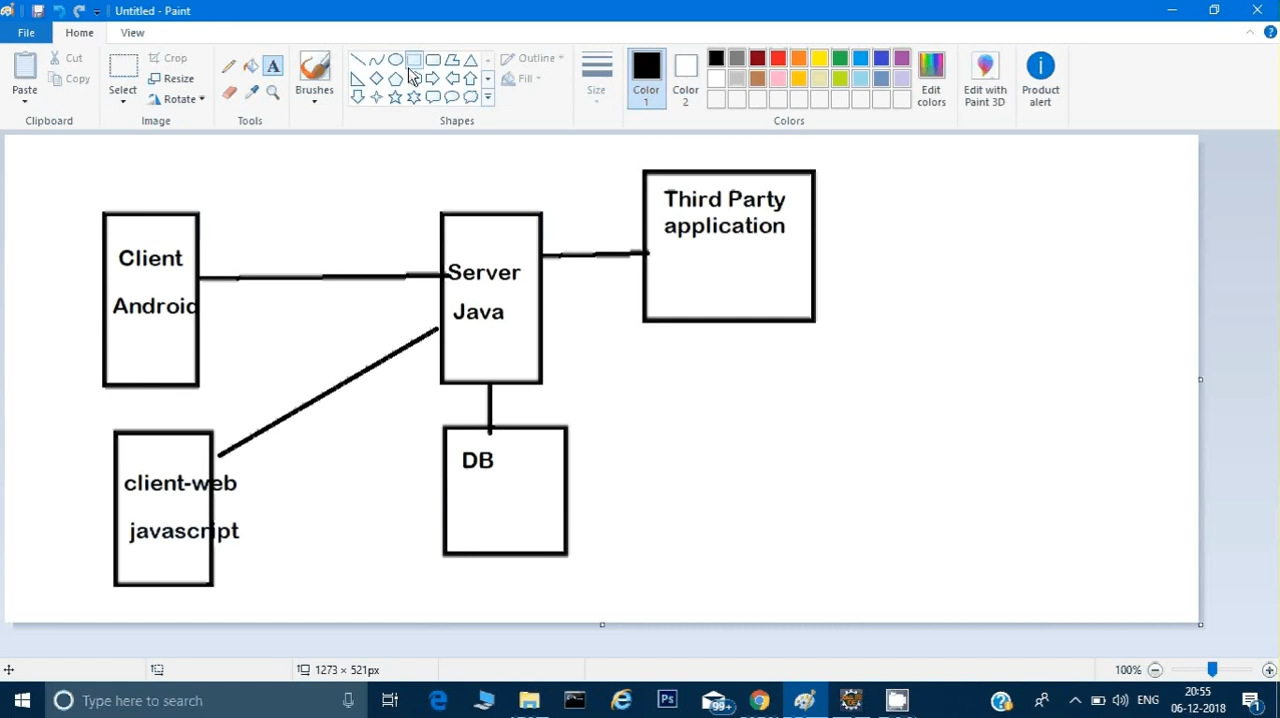 Untitled - Paint
File
Home
View
Paste
Cut
Copy
Clipboard
Select
Crop
Resize
Rotate
Image
A
Tools
Brushes
Outline
Fill
Shapes
Size
Color
1
Color
2
Edit
colors
Colors
Edit with
Paint 3D
Product
alert
Client
Android
Server
Java
Third Party
application
client-web
javascript
DB
1273 × 521px
100%
Type here to search
Ps
99+
ENG
20:55
06-12-2018
1